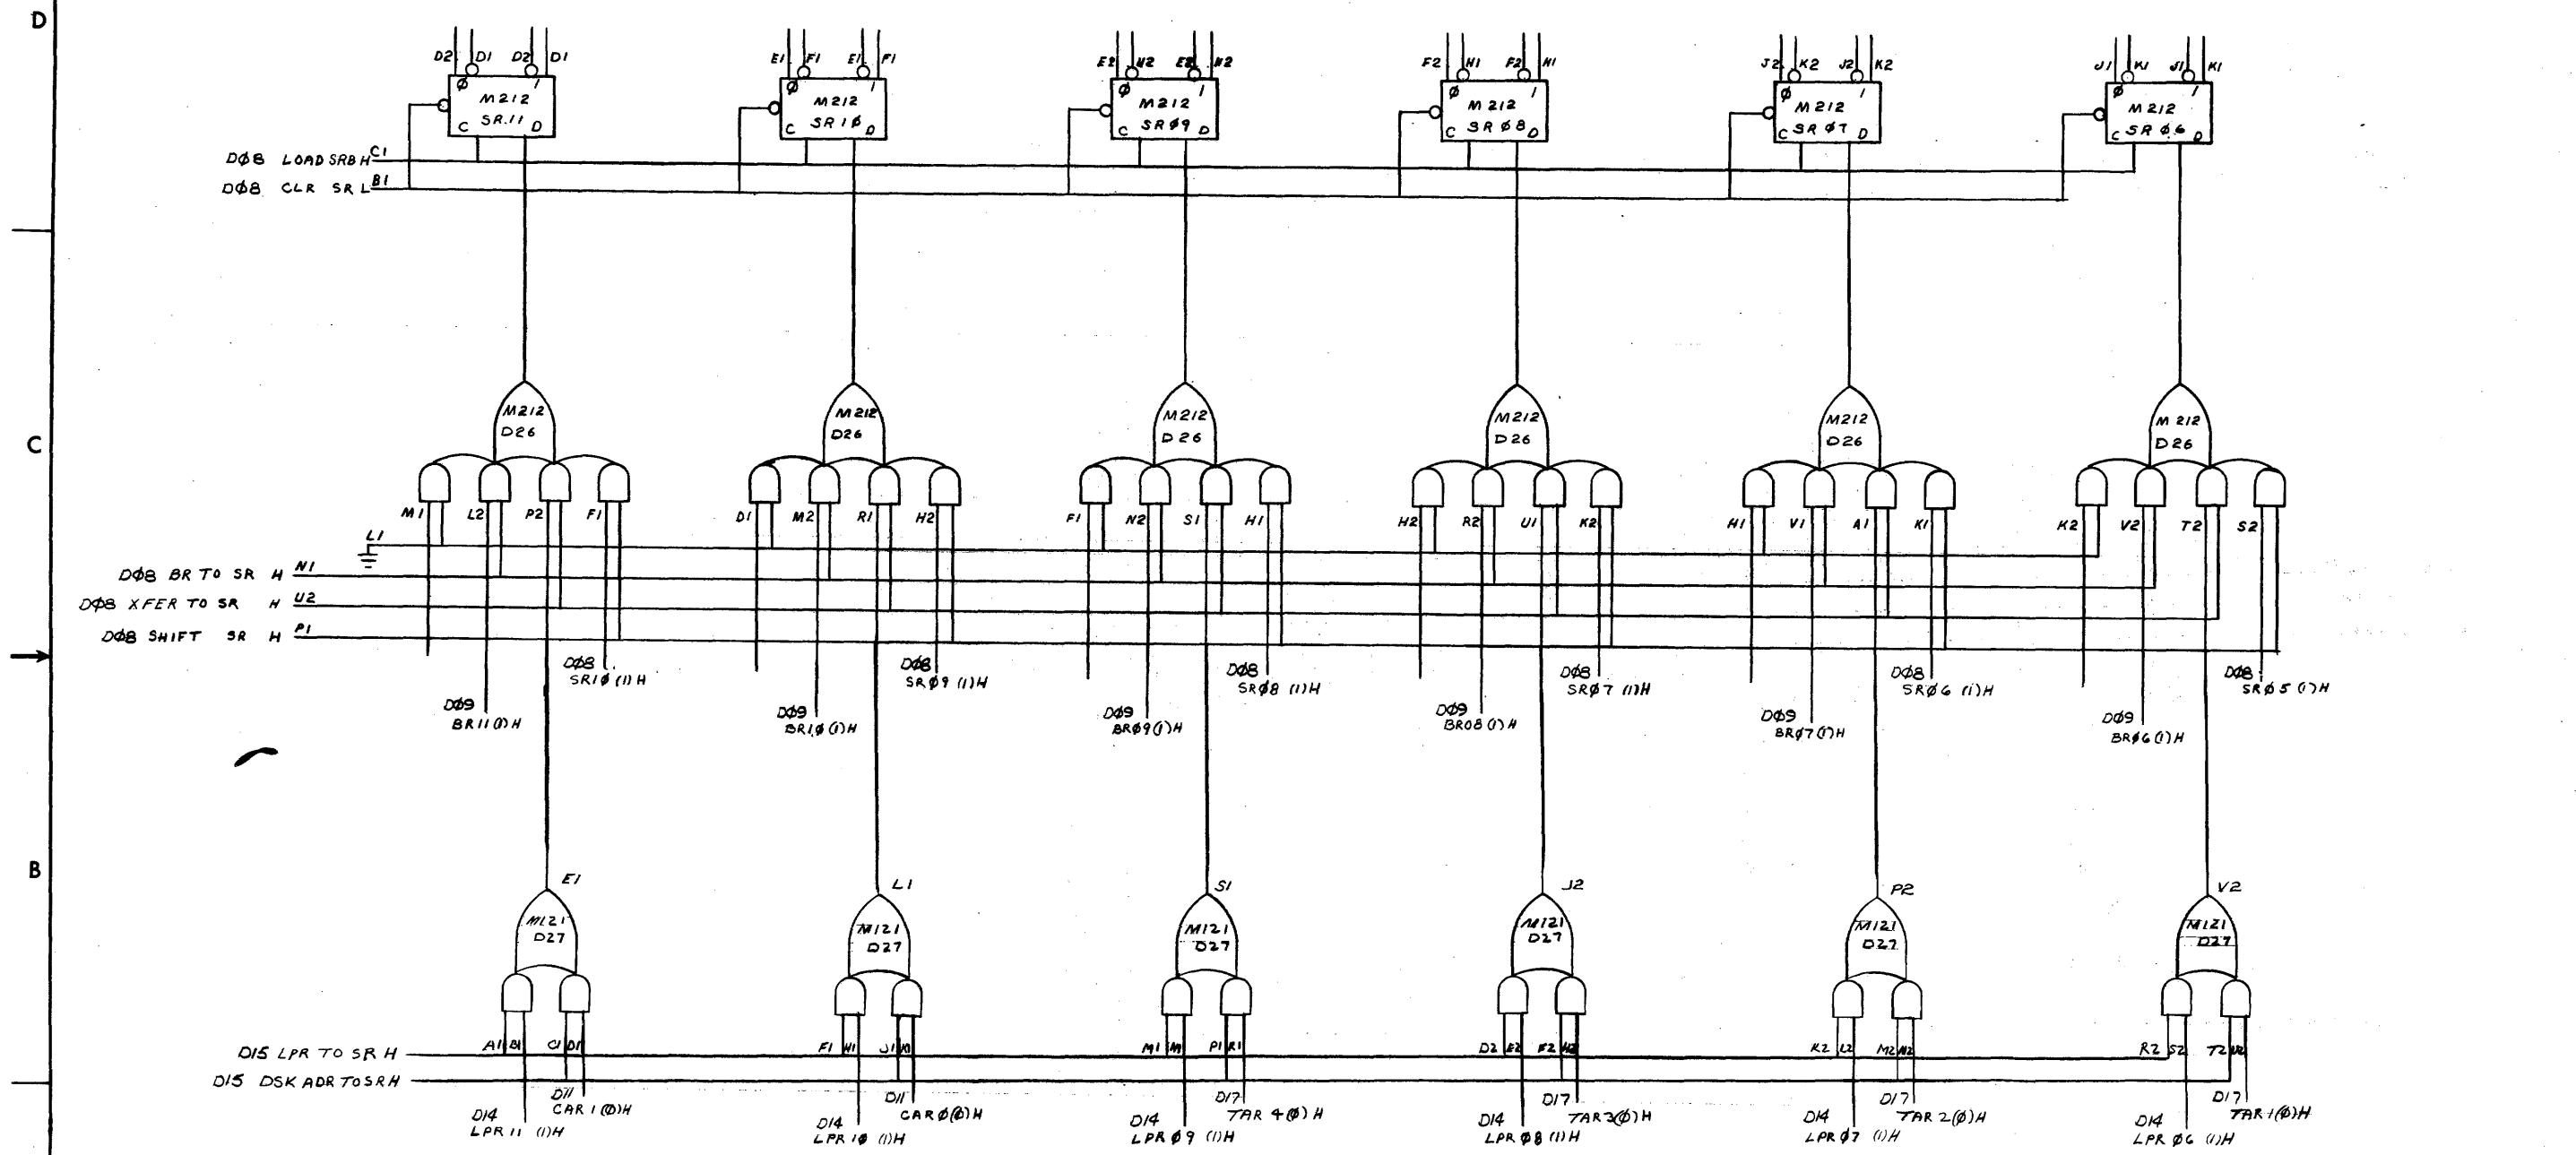 D
D2 D1 D2 D1 E1 F1 E1 F1 E2 N2 E2 N2 F2 H1 F2 H1 J2 K2 J2 K2 J1 K1 J1 K1
Ø 1 Ø 1 Ø 1 Ø 1 Ø 1 Ø 1
M212 M212 M212 M212 M212 M212
C SR11 D C SR1Ø D C SRØ9 D C SRØ8 D C SRØ7 D C SRØ6 D
DØ8 LOAD SRB H C1
DØ8 CLR SR L B1
C
M212 M212 M212 M212 M212 M212
D26 D26 D26 D26 D26 D26
M1 L2 P2 F1 D1 M2 R1 H2 F1 N2 S1 H1 H2 R2 U1 K2 H1 V1 A1 K1 K2 V2 T2 S2
L1
DØ8 BR TO SR H N1
DØ8 XFER TO SR H U2
DØ8 SHIFT SR H P1
DØ8 DØ8 DØ8 DØ8 DØ8 DØ8
SR1Ø (1) H SRØ9 (1) H SRØ8 (1) H SRØ7 (1) H SRØ6 (1) H SRØ5 (1) H
DØ9 DØ9 DØ9 DØ9 DØ9 DØ9
BR11 (1) H BR1Ø (1) H BRØ9 (1) H BR08 (1) H BRØ7 (1) H BRØ6 (1) H
B
E1 L1 S1 J2 P2 V2
M121 M121 M121 M121 M121 M121
D27 D27 D27 D27 D27 D27
A1 B1 C1 D1 F1 H1 J1 M1 P1 R1 D2 E2 F2 H2 K2 L2 M2 N2 R2 S2 T2
D15 LPR TO SR H
D15 DSK ADR TO SR H
D11 D11 D17 D17 D17 D17
CAR 1 (Ø) H CAR Ø (Ø) H TAR 4 (Ø) H TAR 3 (Ø) H TAR 2 (Ø) H TAR 1 (Ø) H
D14 D14 D14 D14 D14 D14
LPR 11 (1) H LPR 1Ø (1) H LPR Ø9 (1) H LPR Ø8 (1) H LPR Ø7 (1) H LPR Ø6 (1) H